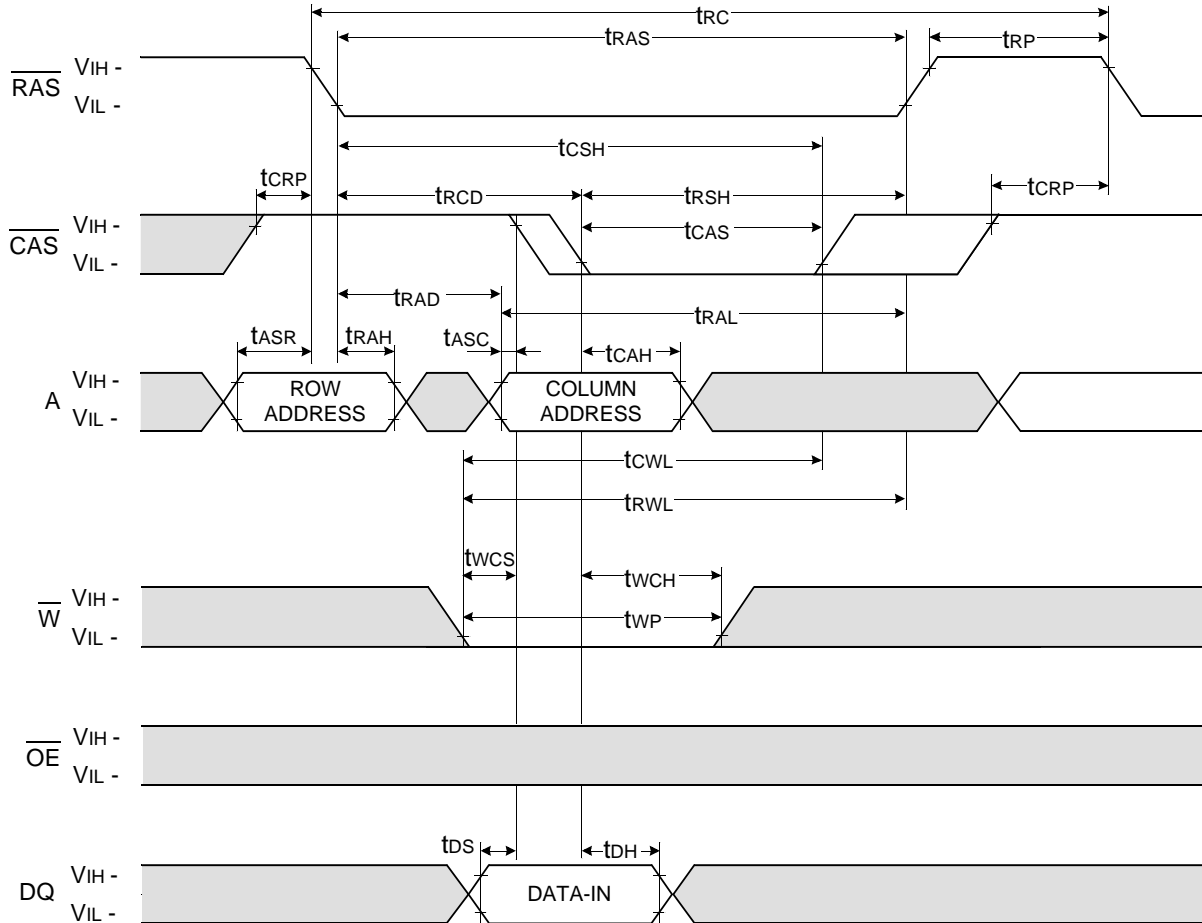 tRC
tRAS
tRP
RAS
VIH -
VIL -
tCSH
tCRP
tRCD
tRSH
tCRP
CAS
VIH -
VIL -
tCAS
tRAD
tRAL
tASR
tRAH
tASC
tCAH
A
VIH -
VIL -
ROW
ADDRESS
COLUMN
ADDRESS
tCWL
tRWL
tWCS
tWCH
W
VIH -
VIL -
tWP
OE
VIH -
VIL -
tDS
tDH
DQ
VIH -
VIL -
DATA-IN